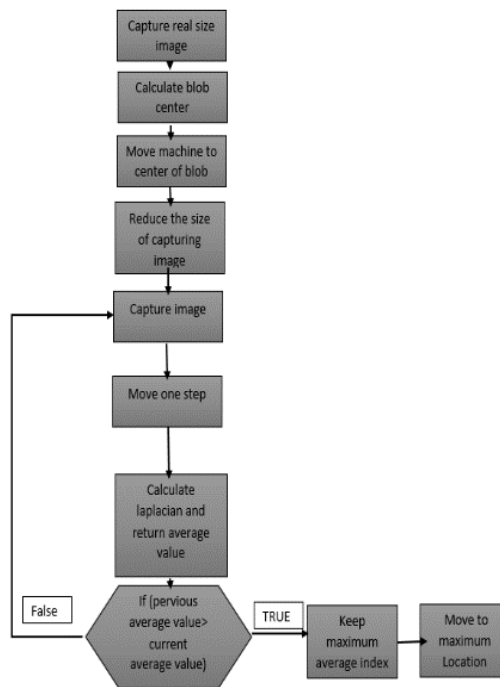 Capture real size
image
Calculate blob
center
Move machine to
center of blob
Reduce the size
of capturing
image
Capture image
Move one step
Calculate
laplacian and
return average
value
If (pervious
average value>
current
average value)
False
TRUE
Keep
maximum
average index
Move to
maximum
Location